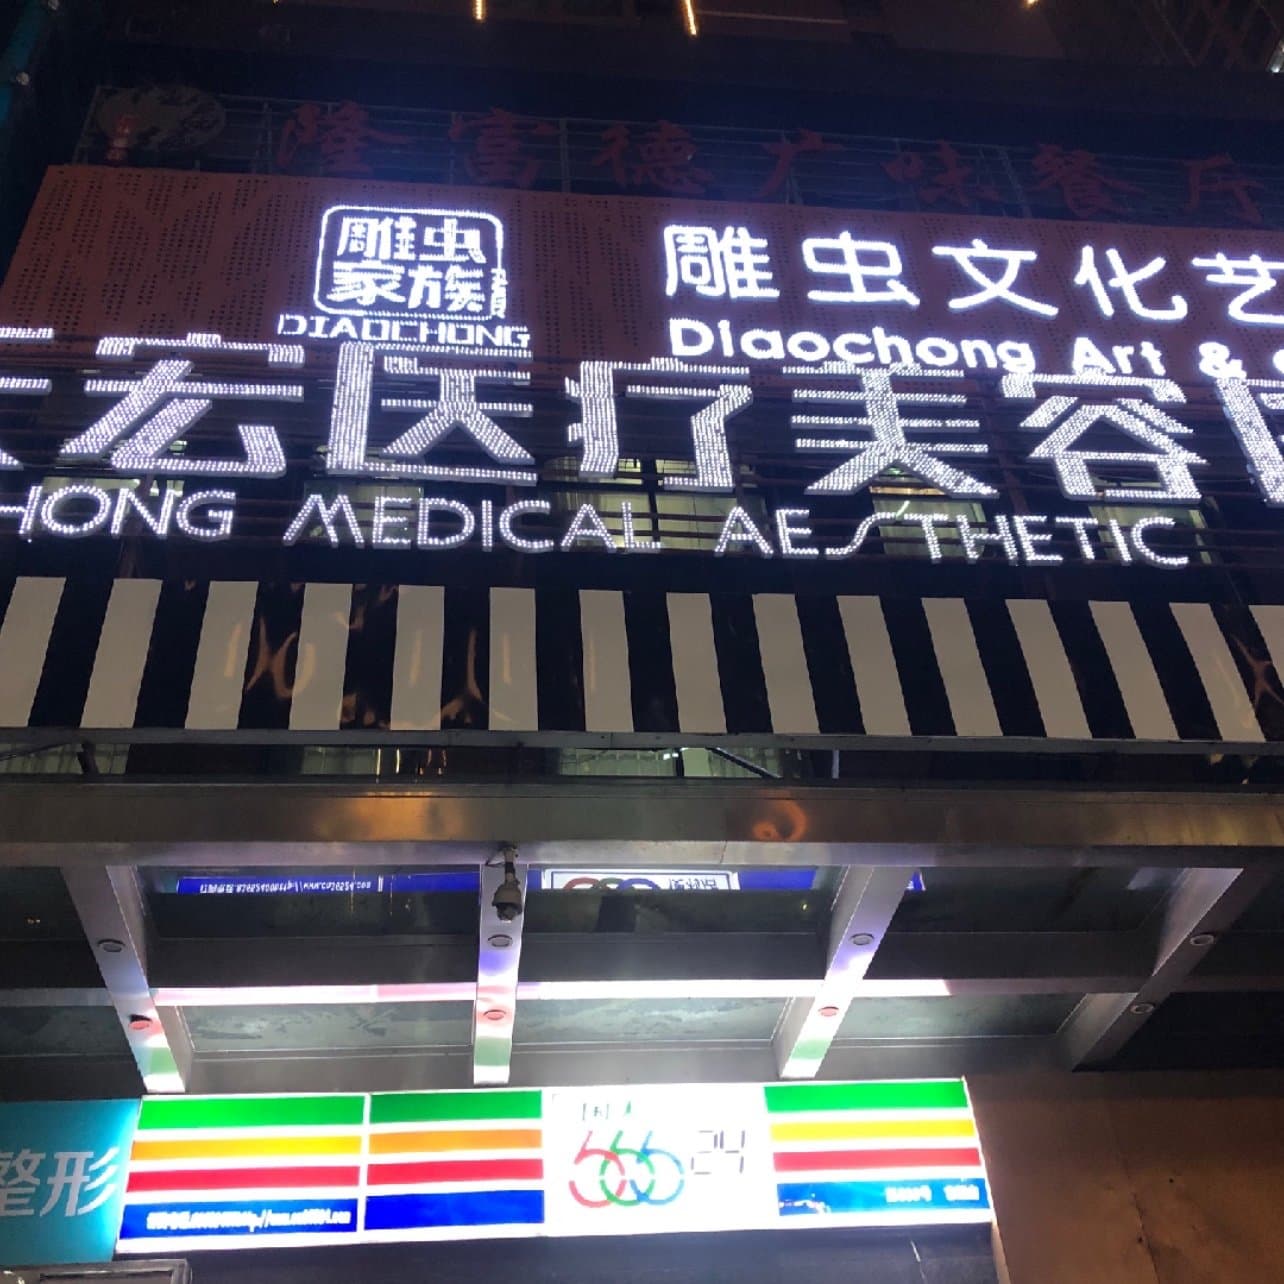 隆富德广味餐厅
雕虫
家族
DIAOCHONG
雕虫文化艺
Diaochong Art &
宏医疗美容
HONG MEDICAL AESTHETIC
整形
666 24